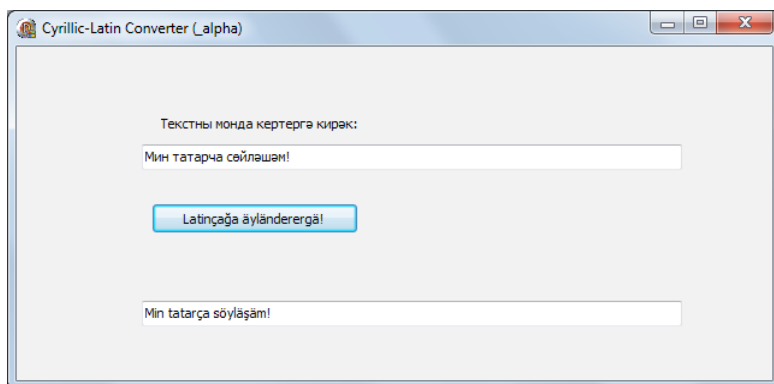 Cyrillic-Latin Converter (_alpha)
Текстны монда кертергә кирәк:
Мин татарча сөйләшәм!
Latinçağa äyländerergä!
Min tatarça söyläşäm!